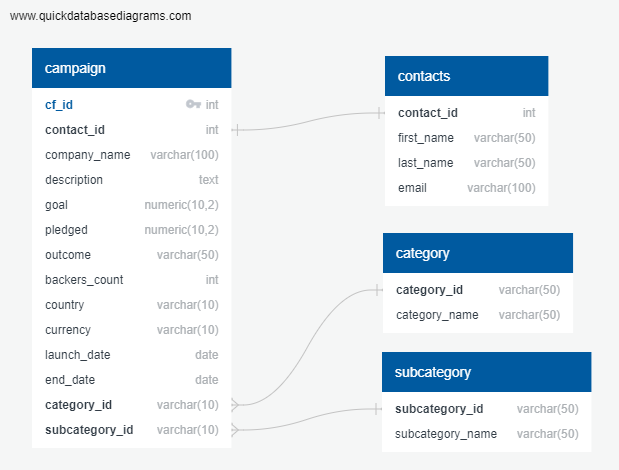 www.quickdatabasediagrams.com
campaign
cf_id int
contact_id int
company_name varchar(100)
description text
goal numeric(10,2)
pledged numeric(10,2)
outcome varchar(50)
backers_count int
country varchar(10)
currency varchar(10)
launch_date date
end_date date
category_id varchar(10)
subcategory_id varchar(10)
contacts
contact_id int
first_name varchar(50)
last_name varchar(50)
email varchar(100)
category
category_id varchar(50)
category_name varchar(50)
subcategory
subcategory_id varchar(50)
subcategory_name varchar(50)